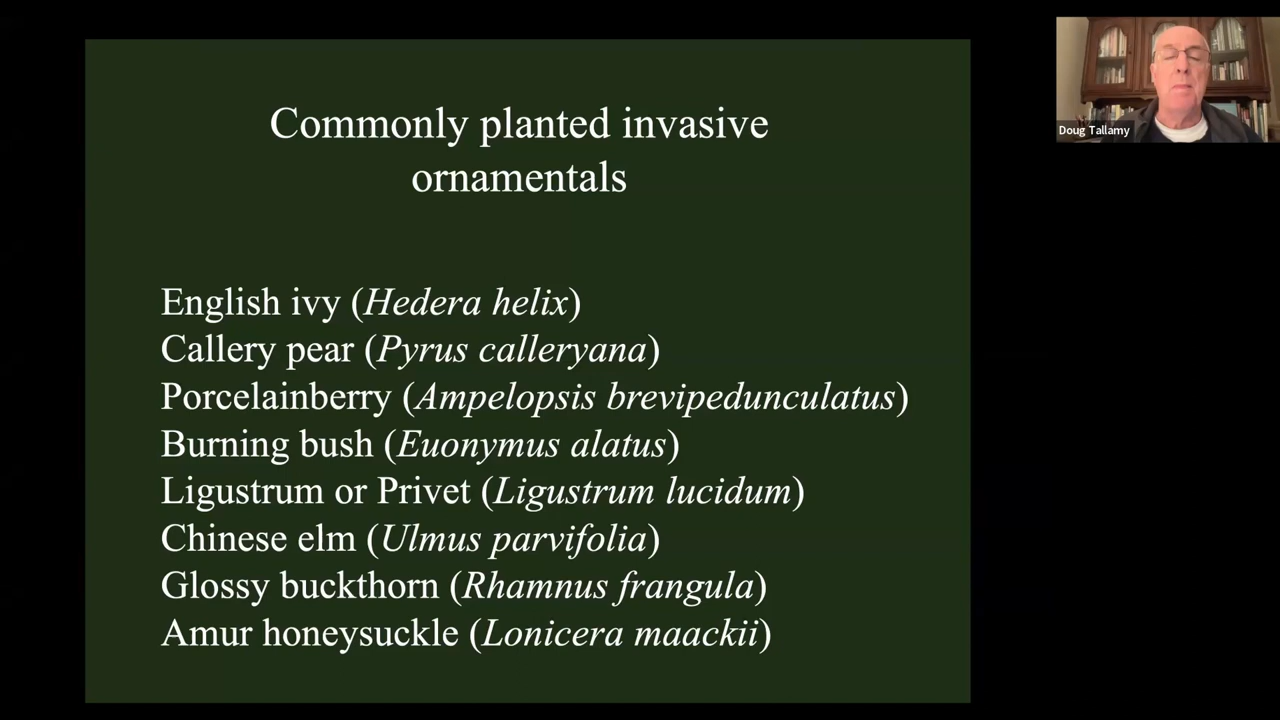 Commonly planted invasive
ornamentals
English ivy (Hedera helix)
Callery pear (Pyrus calleryana)
Porcelainberry (Ampelopsis brevipedunculatus)
Burning bush (Euonymus alatus)
Ligustrum or Privet (Ligustrum lucidum)
Chinese elm (Ulmus parvifolia)
Glossy buckthorn (Rhamnus frangula)
Amur honeysuckle (Lonicera maackii)
Doug Tallamy